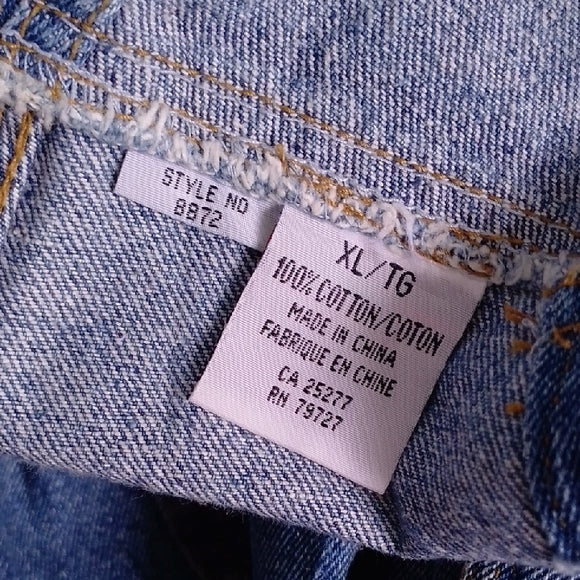 STYLE NO
8872
XL/TG
100% COTTON/COTON
MADE IN CHINA
FABRIQUE EN CHINE
CA 25277
RN 79727